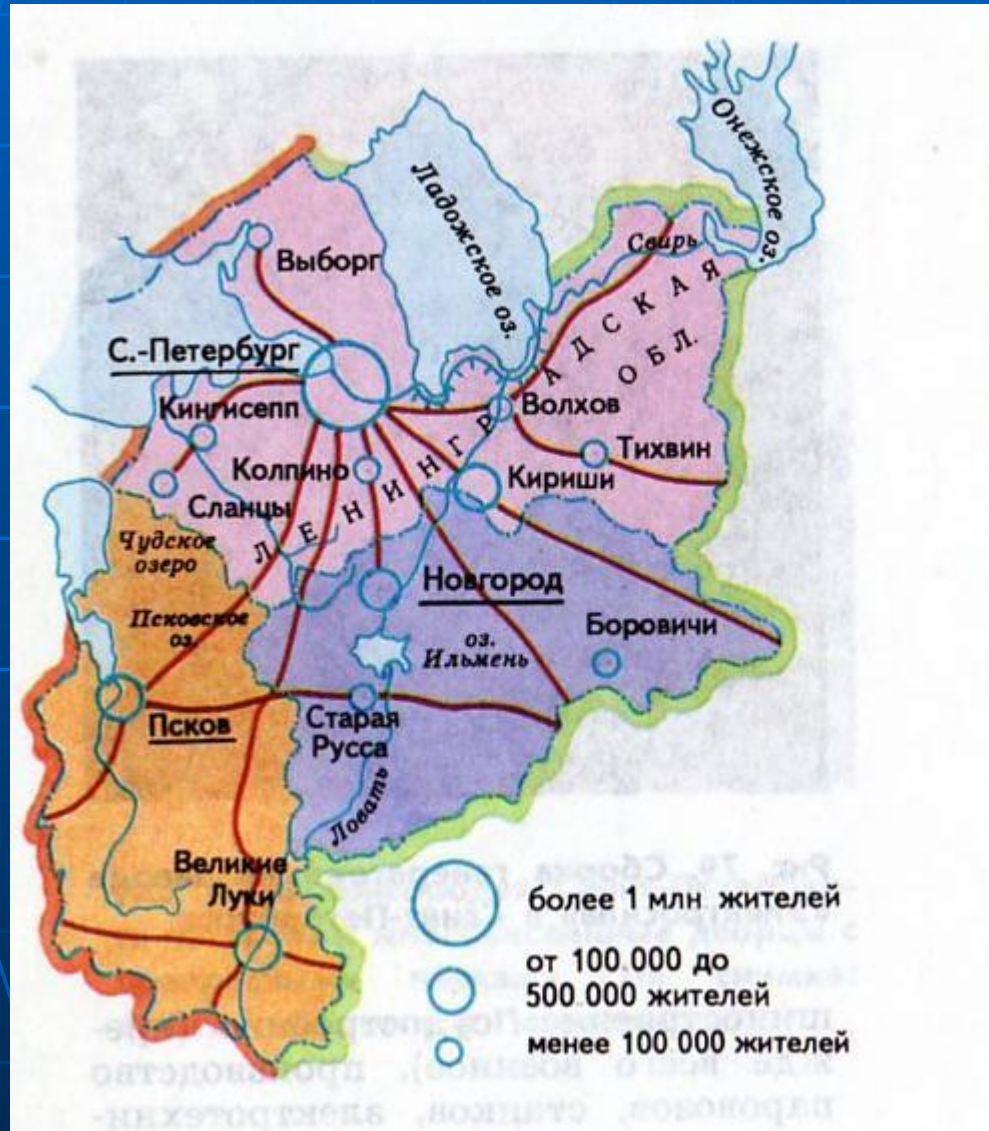 Онежское оз.
Ладожское оз.
Свирь
Выборг
С.-Петербург
ЛЕНИНГРАДСКАЯ
ОБЛ.
Кингисепп
Волхов
Тихвин
Колпино
Кириши
Сланцы
Чудское
озеро
Новгород
Псковское
оз.
оз.
Ильмень
Боровичи
Псков
Старая
Русса
Ловать
Великие
Луки
более 1 млн. жителей
от 100.000 до
500.000 жителей
менее 100 000 жителей